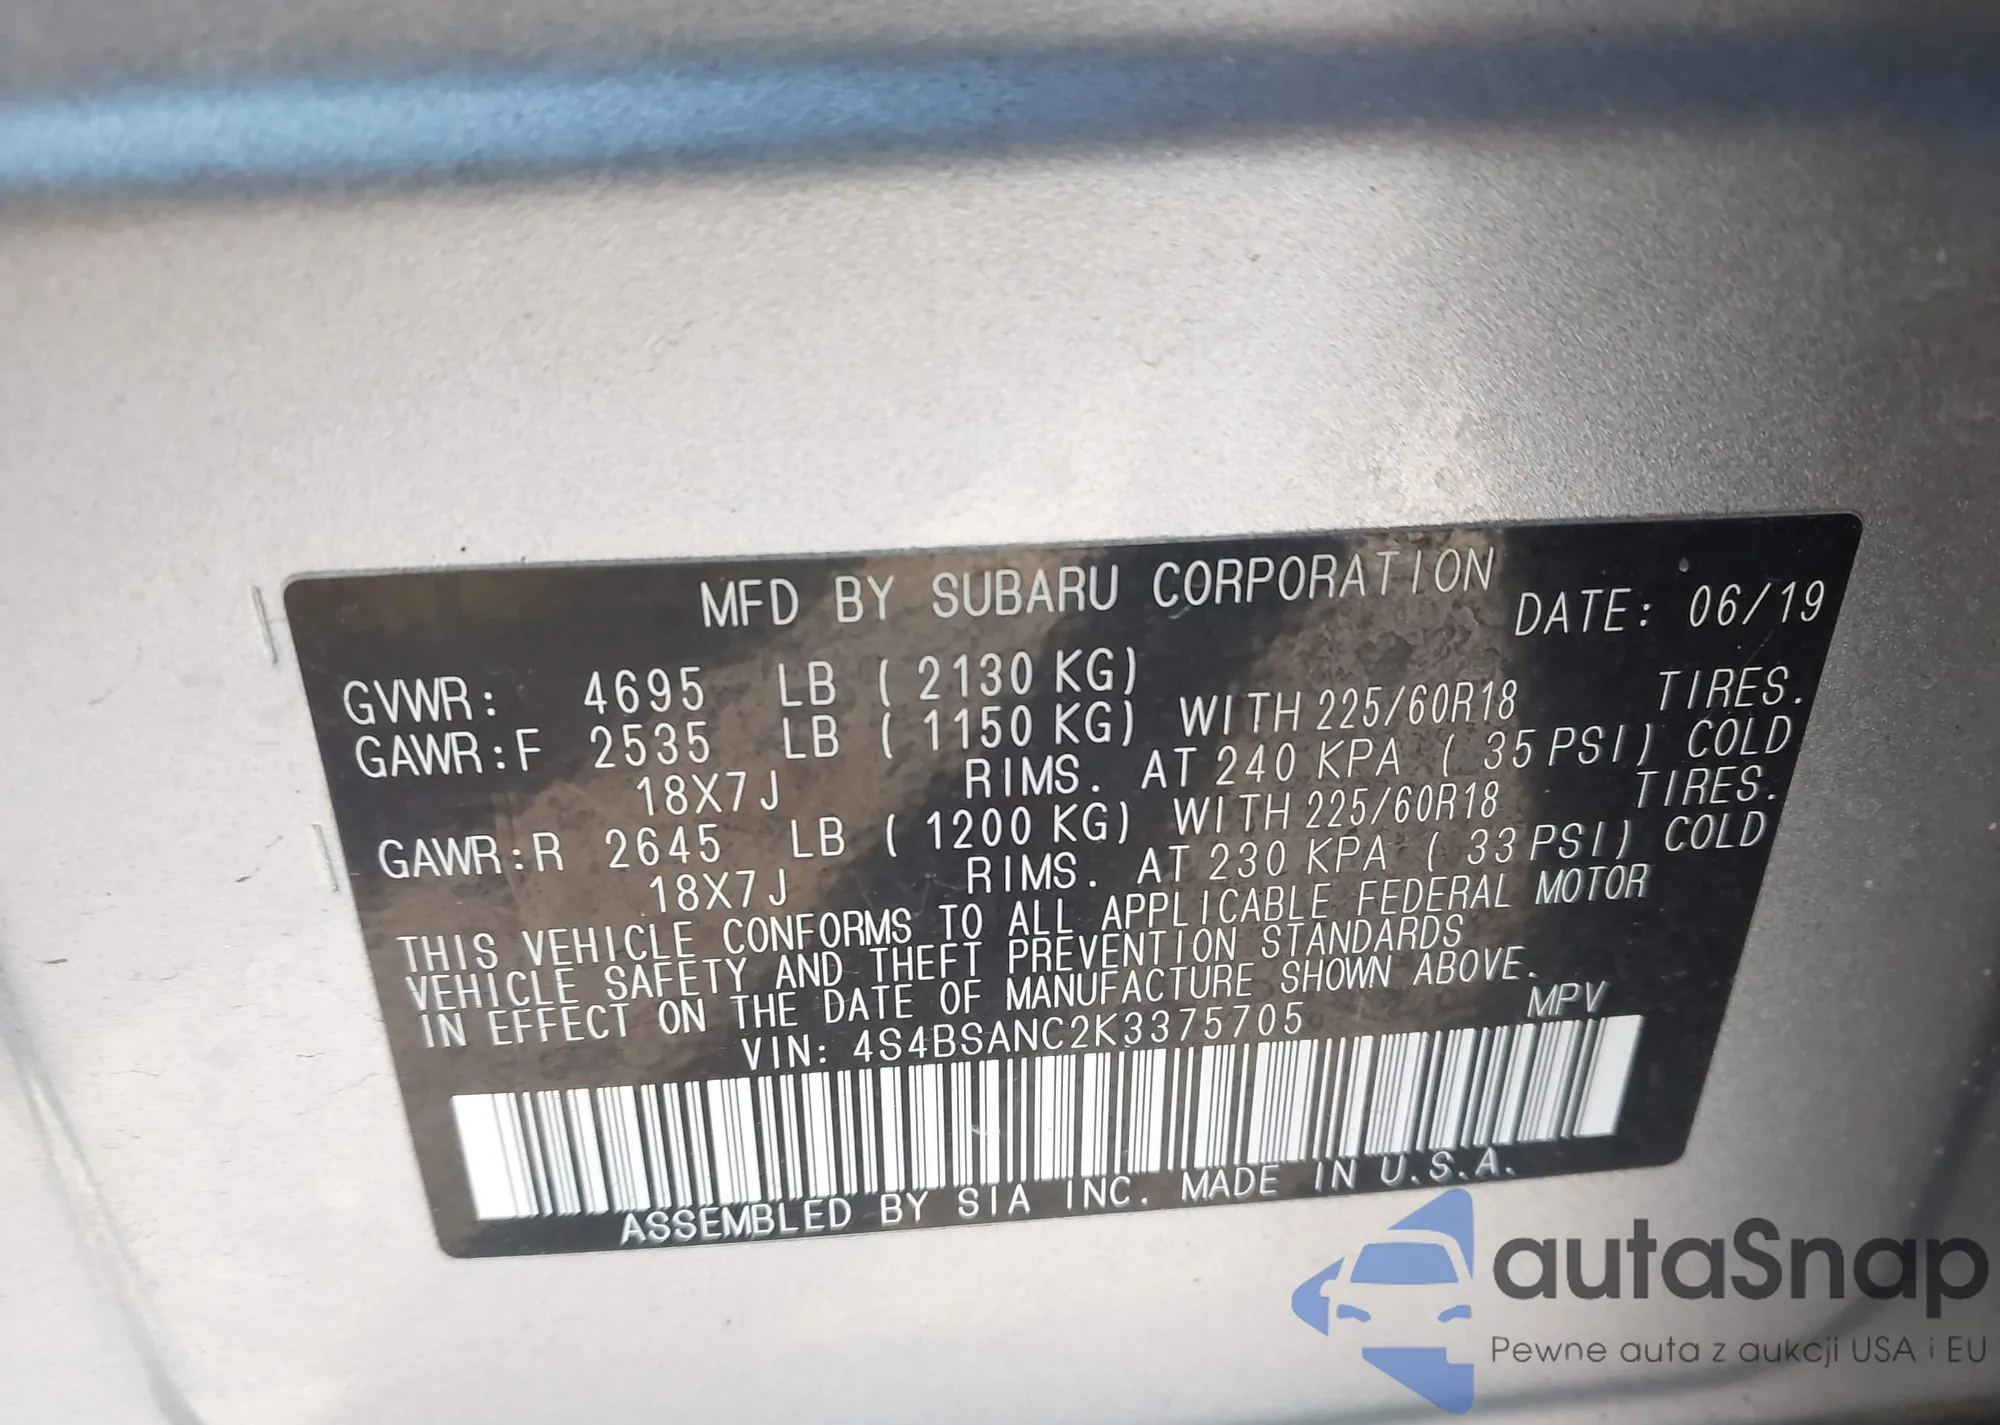 MFD BY SUBARU CORPORATION DATE: 06/19
GVWR: 4695 LB ( 2130 KG)
GAWR:F 2535 LB ( 1150 KG) WITH 225/60R18 TIRES.
18X7J RIMS. AT 240 KPA ( 35 PSI) COLD
GAWR:R 2645 LB ( 1200 KG) WITH 225/60R18 TIRES.
18X7J RIMS. AT 230 KPA ( 33 PSI) COLD
THIS VEHICLE CONFORMS TO ALL APPLICABLE FEDERAL MOTOR
VEHICLE SAFETY AND THEFT PREVENTION STANDARDS
IN EFFECT ON THE DATE OF MANUFACTURE SHOWN ABOVE.
VIN: 4S4BSANC2K3375705 MPV
ASSEMBLED BY SIA INC. MADE IN U.S.A.
autaSnap
Pewne auta z aukcji USA i EU